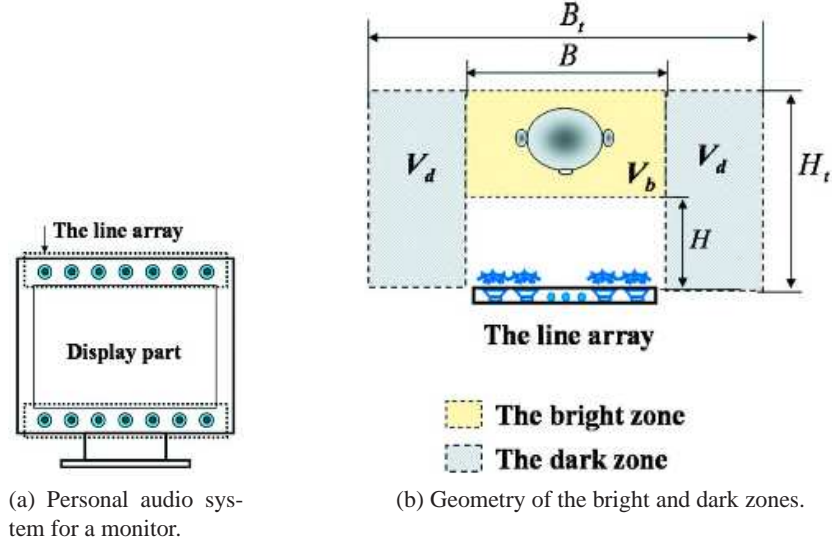 The line array
Display part
(a) Personal audio sys-
tem for a monitor.
B_t
B
V_d
V_b
V_d
H_t
H
The line array
The bright zone
The dark zone
(b) Geometry of the bright and dark zones.